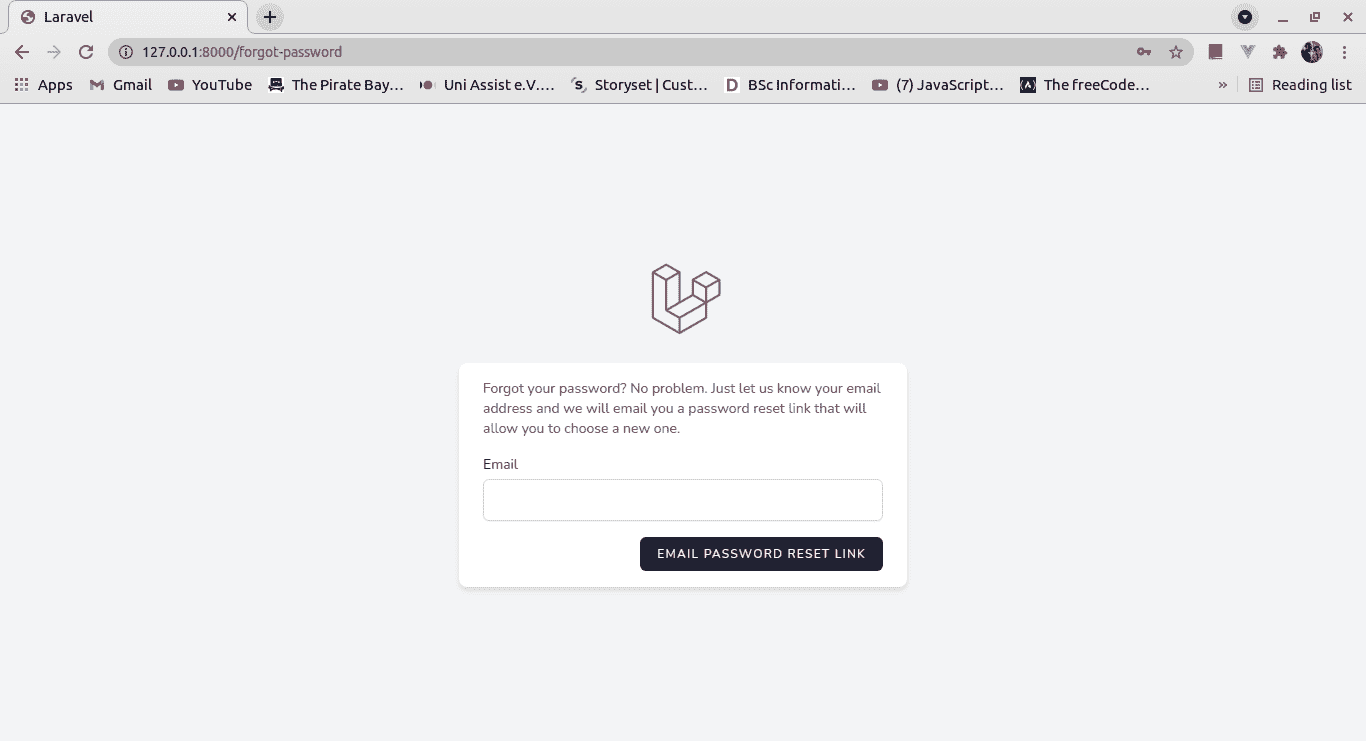 Laravel
127.0.0.1:8000/forgot-password
Apps Gmail YouTube The Pirate Bay... Uni Assist e.V.... Storyset | Cust... BSc Informati... (7) JavaScript... The freeCode... » Reading list
Forgot your password? No problem. Just let us know your email
address and we will email you a password reset link that will
allow you to choose a new one.
Email
EMAIL PASSWORD RESET LINK